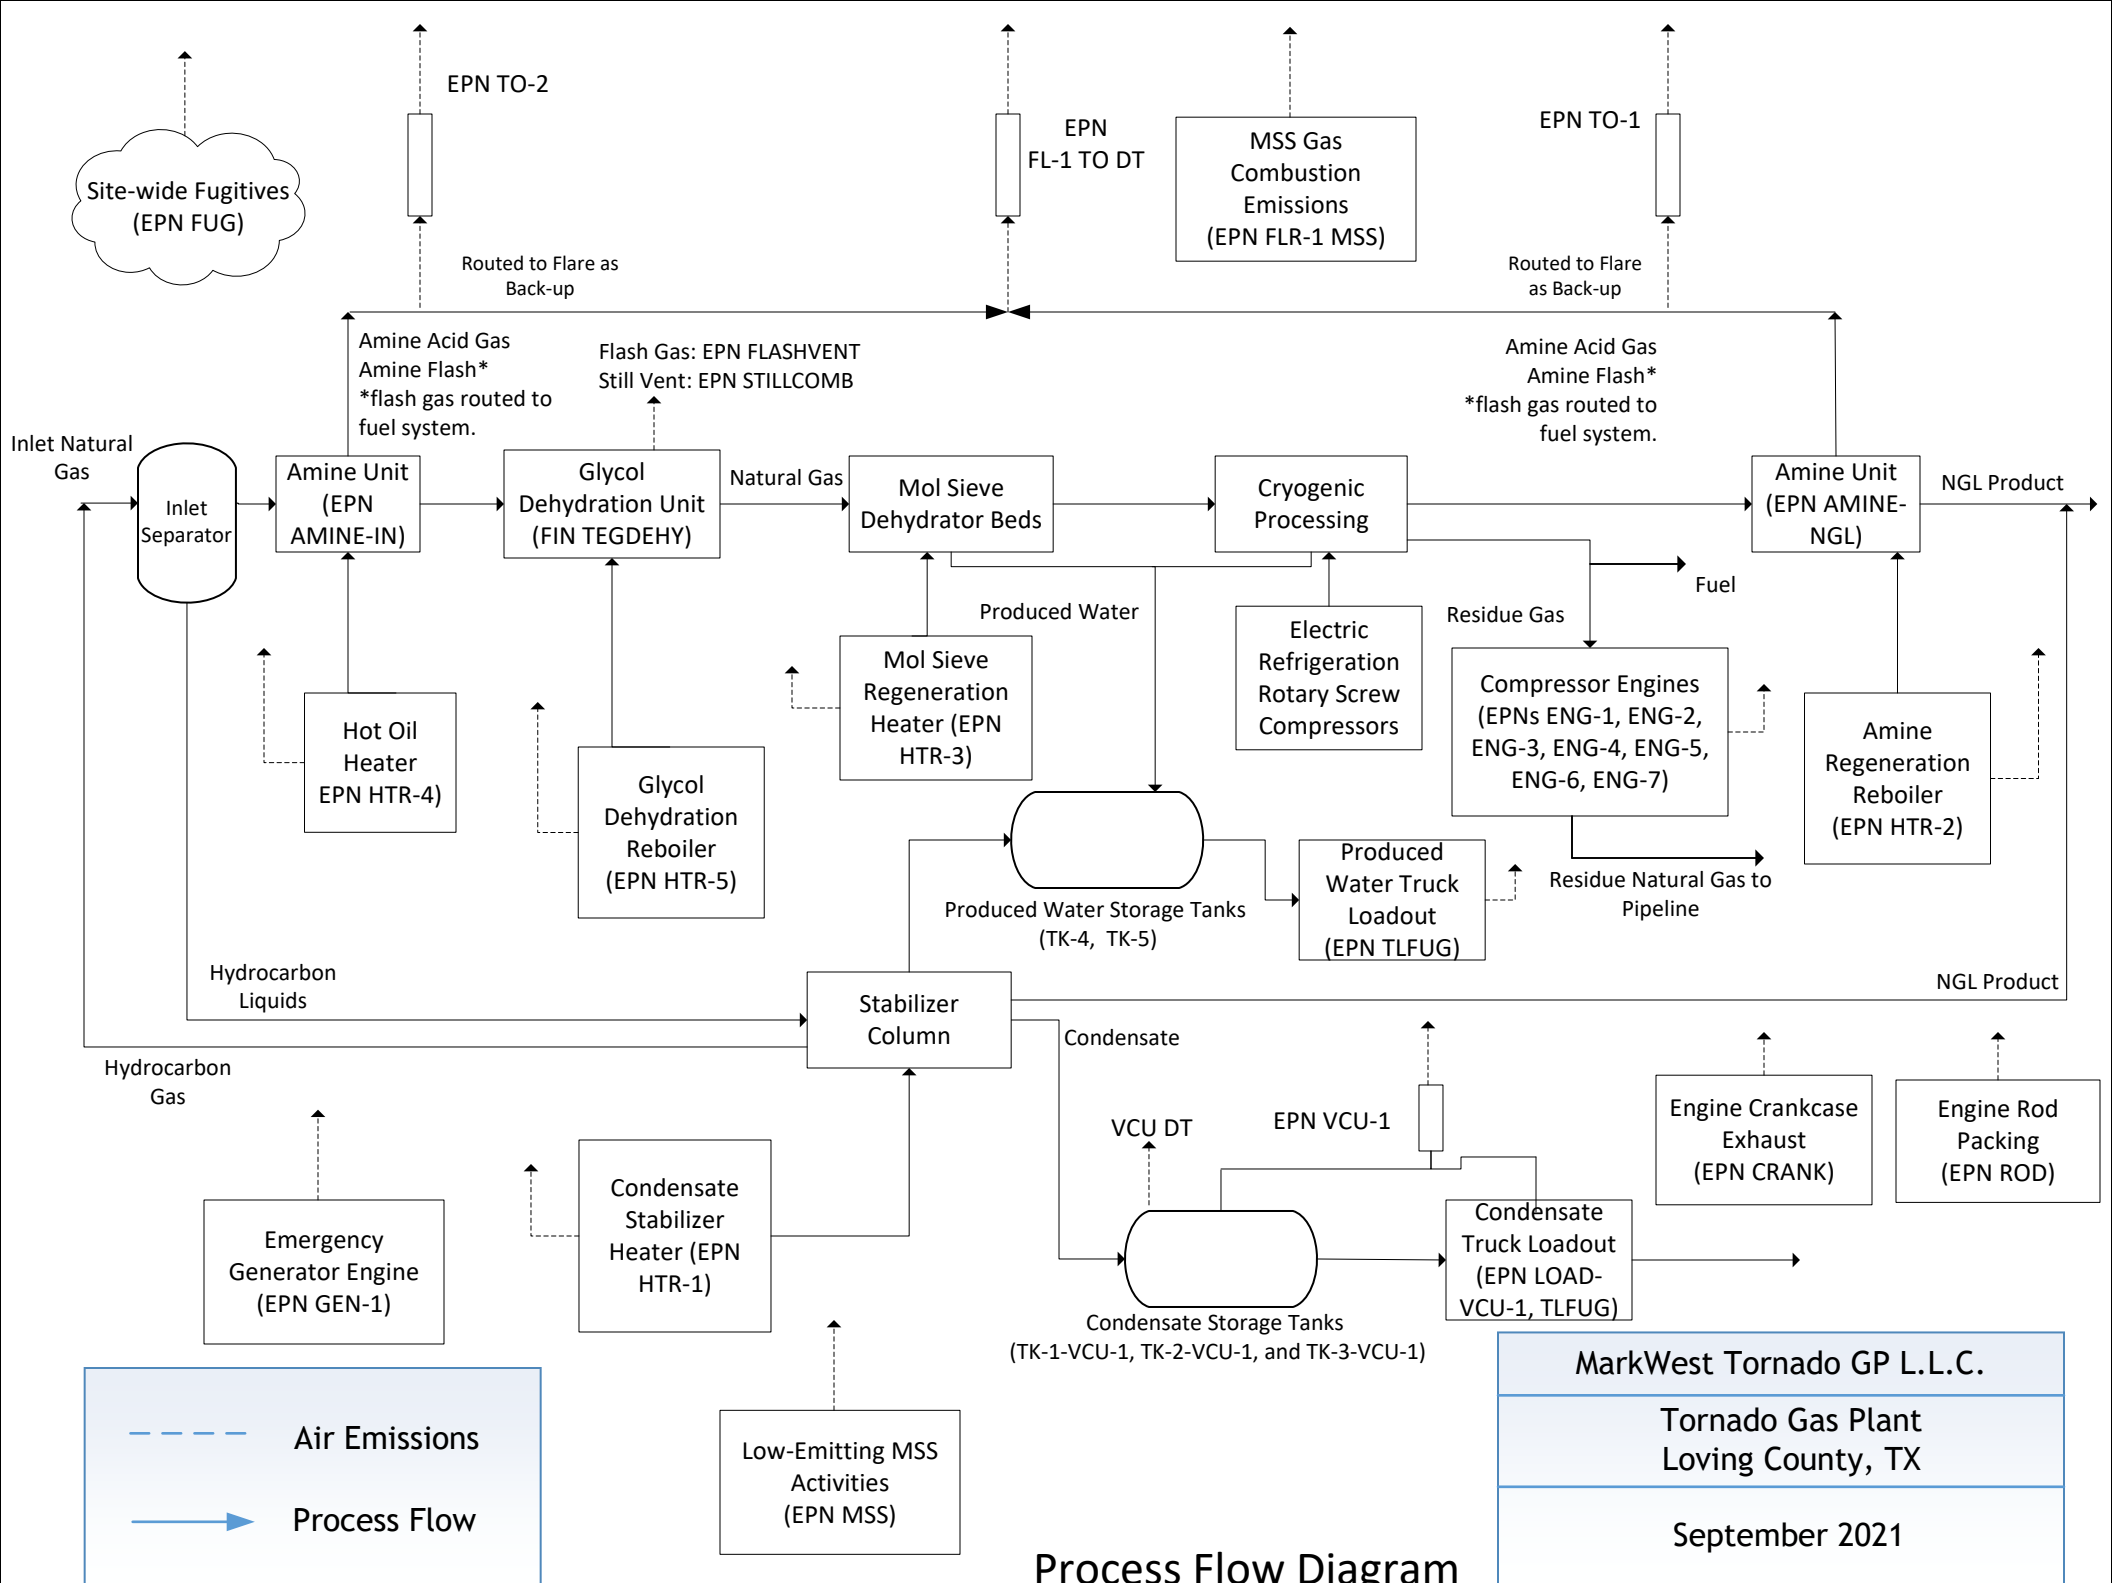 EPN TO-2
EPN
FL-1 TO DT
MSS Gas
Combustion
Emissions
(EPN FLR-1 MSS)
EPN TO-1
Site-wide Fugitives
(EPN FUG)
Routed to Flare as
Back-up
Routed to Flare
as Back-up
Amine Acid Gas
Amine Flash*
*flash gas routed to
fuel system.
Flash Gas: EPN FLASHVENT
Still Vent: EPN STILLCOMB
Amine Acid Gas
Amine Flash*
*flash gas routed to
fuel system.
Inlet Natural
Gas
Inlet
Separator
Amine Unit
(EPN
AMINE-IN)
Glycol
Dehydration Unit
(FIN TEGDEHY)
Natural Gas
Mol Sieve
Dehydrator Beds
Cryogenic
Processing
Amine Unit
(EPN AMINE-
NGL)
NGL Product
Fuel
Produced Water
Residue Gas
Hot Oil
Heater
EPN HTR-4)
Glycol
Dehydration
Reboiler
(EPN HTR-5)
Mol Sieve
Regeneration
Heater (EPN
HTR-3)
Electric
Refrigeration
Rotary Screw
Compressors
Compressor Engines
(EPNs ENG-1, ENG-2,
ENG-3, ENG-4, ENG-5,
ENG-6, ENG-7)
Amine
Regeneration
Reboiler
(EPN HTR-2)
Produced Water Storage Tanks
(TK-4,  TK-5)
Produced
Water Truck
Loadout
(EPN TLFUG)
Residue Natural Gas to
Pipeline
Hydrocarbon
Liquids
Stabilizer
Column
NGL Product
Condensate
Hydrocarbon
Gas
VCU DT
EPN VCU-1
Engine Crankcase
Exhaust
(EPN CRANK)
Engine Rod
Packing
(EPN ROD)
Emergency
Generator Engine
(EPN GEN-1)
Condensate
Stabilizer
Heater (EPN
HTR-1)
Condensate
Truck Loadout
(EPN LOAD-
VCU-1, TLFUG)
Condensate Storage Tanks
(TK-1-VCU-1, TK-2-VCU-1, and TK-3-VCU-1)
Low-Emitting MSS
Activities
(EPN MSS)
Air Emissions
Process Flow
MarkWest Tornado GP L.L.C.
Tornado Gas Plant
Loving County, TX
September 2021
Process Flow Diagram